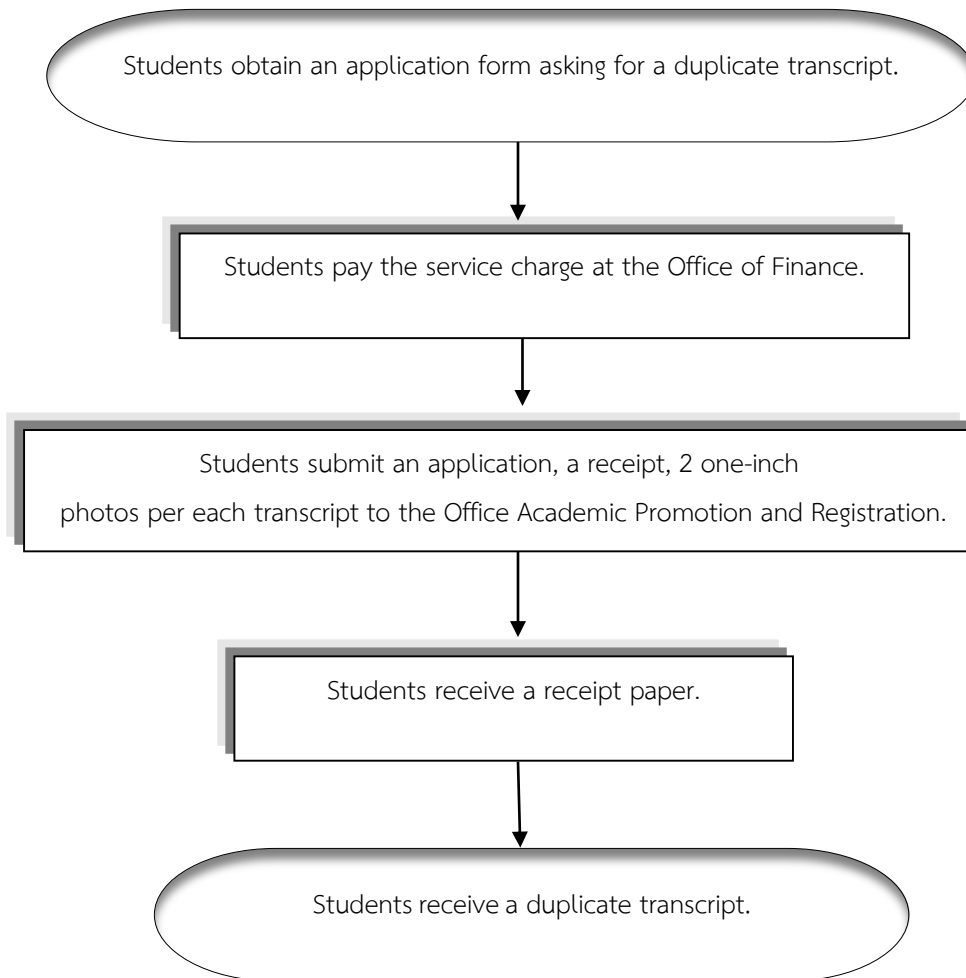 Students obtain an application form asking for a duplicate transcript.
Students pay the service charge at the Office of Finance.
Students submit an application, a receipt, 2 one-inch
photos per each transcript to the Office Academic Promotion and Registration.
Students receive a receipt paper.
Students receive a duplicate transcript.